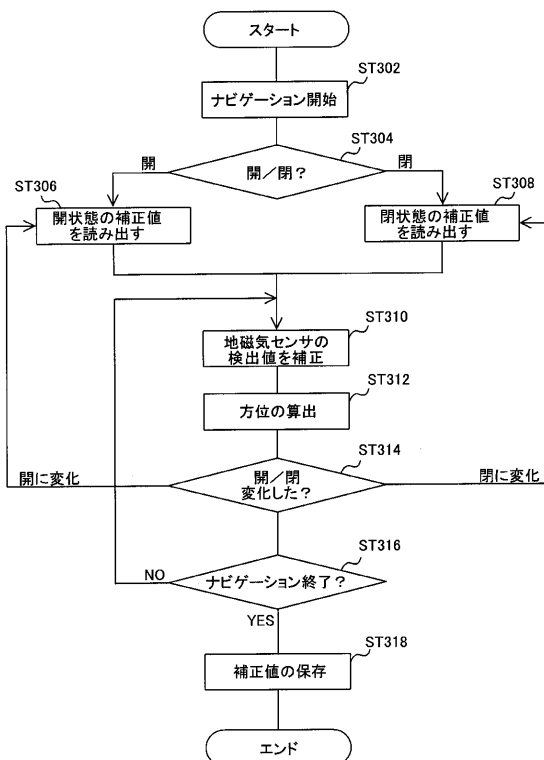 スタート
ST302
ナビゲーション開始
ST304
開/閉?
開
閉
ST306
開状態の補正値
を読み出す
ST308
閉状態の補正値
を読み出す
ST310
地磁気センサの
検出値を補正
ST312
方位の算出
ST314
開/閉
変化した?
開に変化
閉に変化
ST316
ナビゲーション終了?
NO
YES
ST318
補正値の保存
エンド